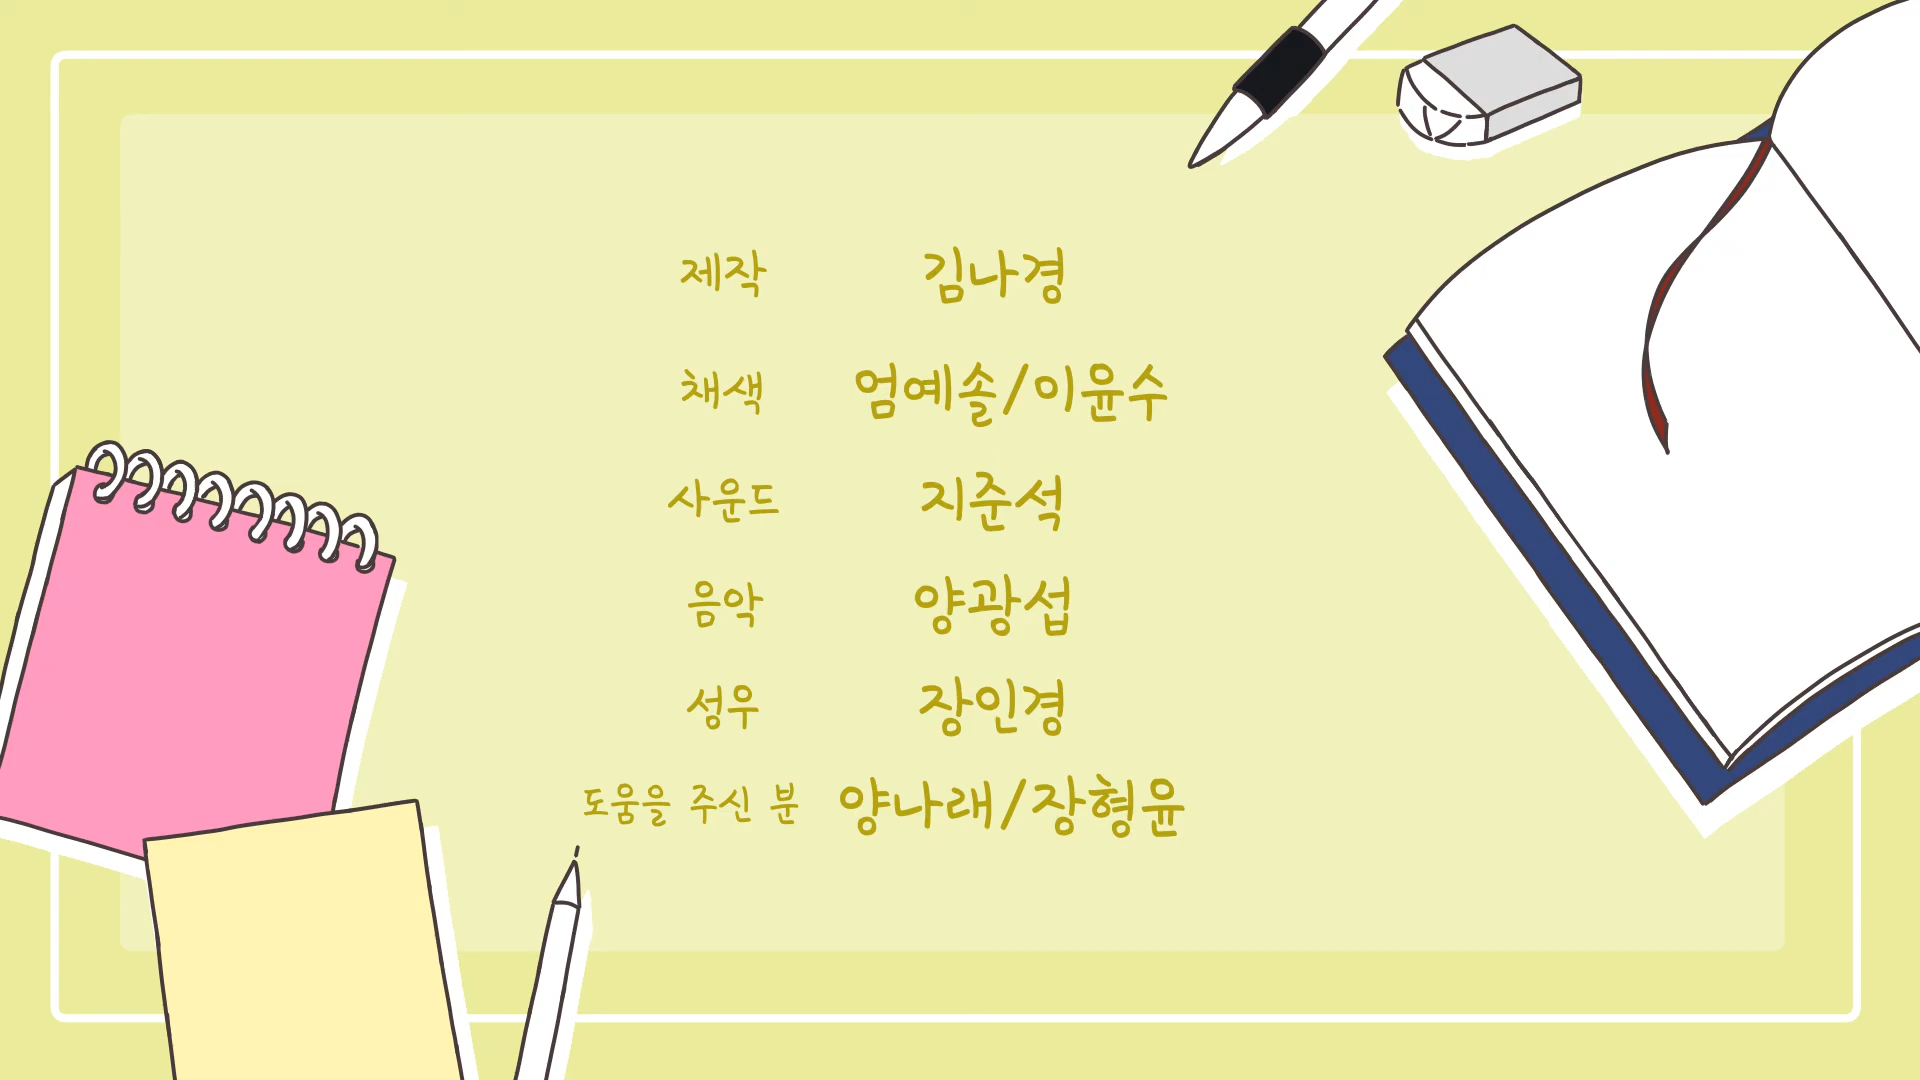 제작 김나경
채색 엄예솔/이윤수
사운드 지준석
음악 양광섭
성우 장인경
도움을 주신 분 양나래/장형윤